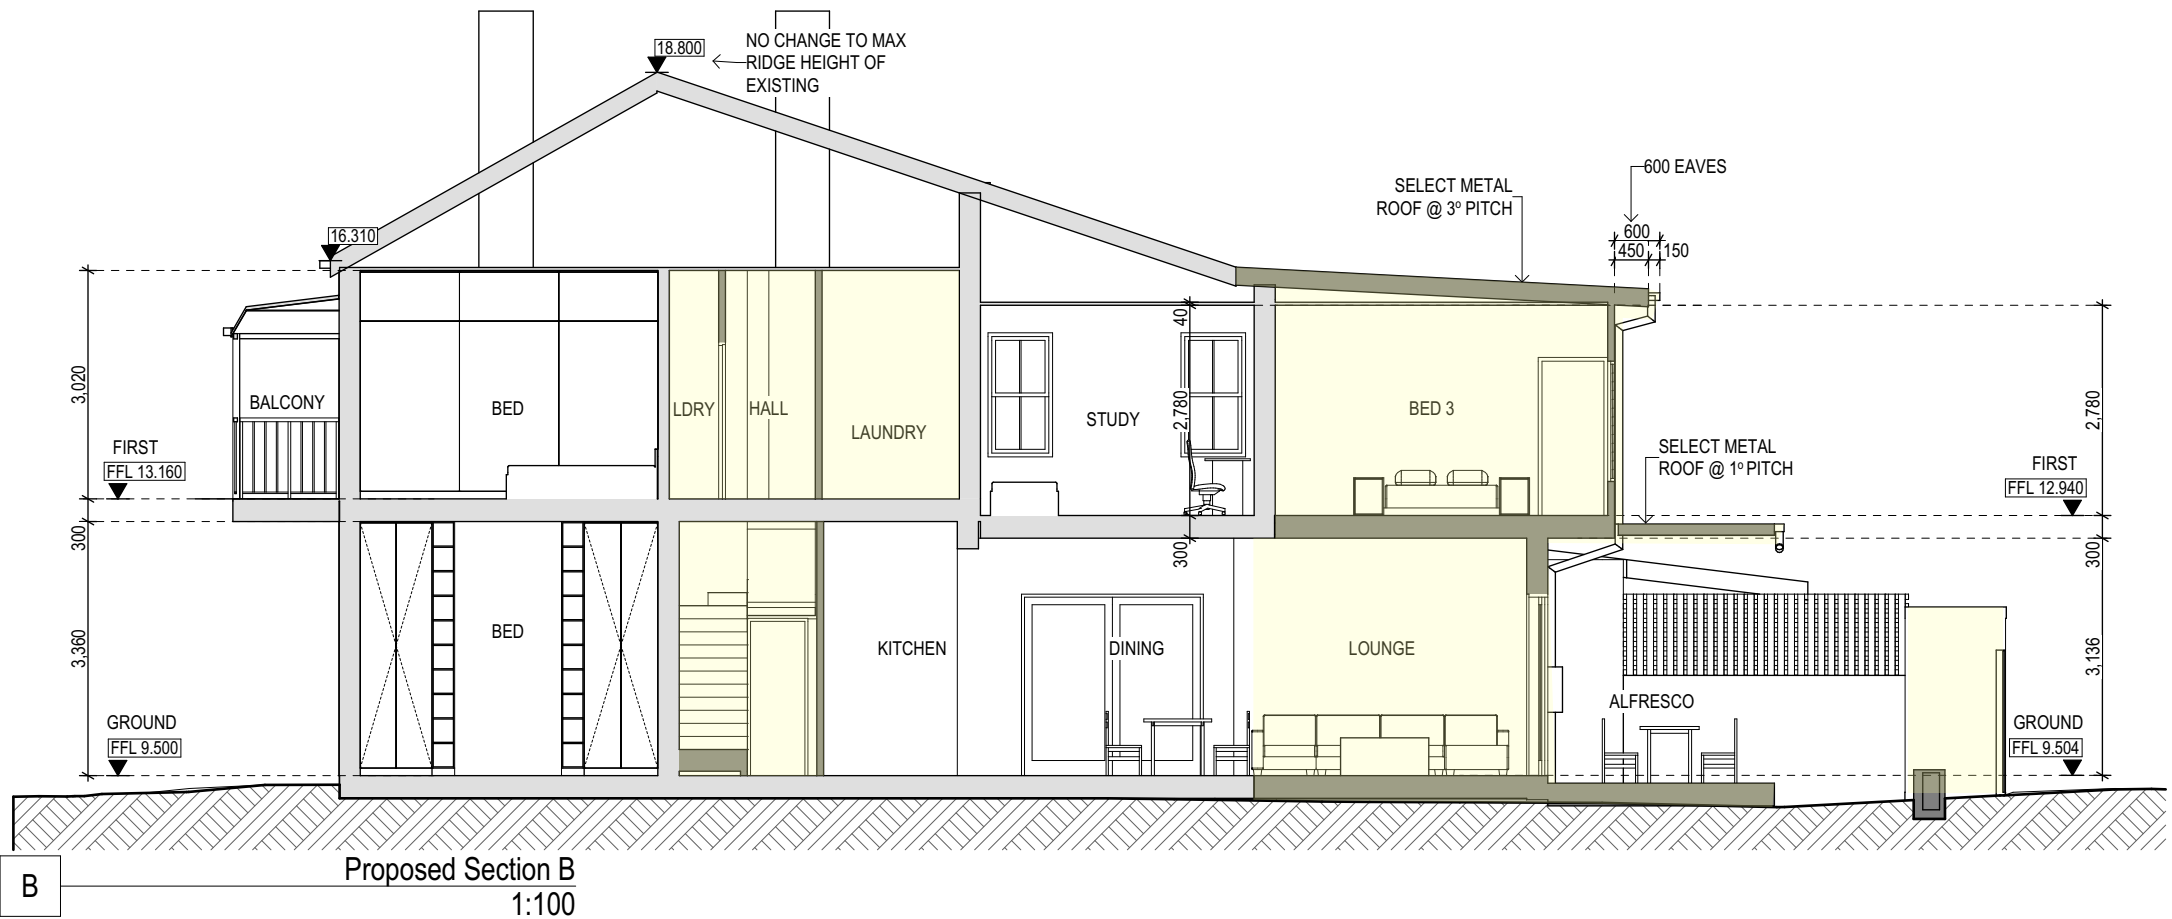 18.800
NO CHANGE TO MAX
RIDGE HEIGHT OF
EXISTING
600 EAVES
SELECT METAL
ROOF @ 3º PITCH
600
450
150
16.310
3,020
BALCONY
BED
LDRY
HALL
LAUNDRY
STUDY
40
2,780
BED 3
2,780
FIRST
FFL 13.160
SELECT METAL
ROOF @ 1º PITCH
FIRST
FFL 12.940
300
300
300
3,360
BED
KITCHEN
DINING
LOUNGE
ALFRESCO
3,136
GROUND
FFL 9.500
GROUND
FFL 9.504
B
Proposed Section B
1:100